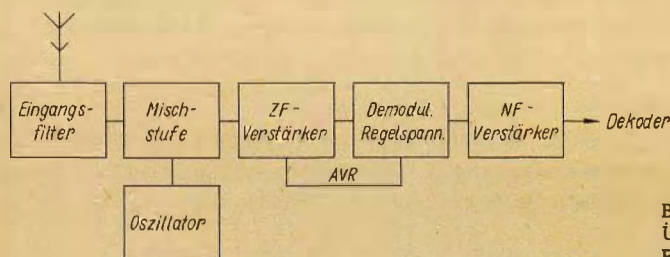 Eingangs-
filter
Misch-
stufe
ZF-
Verstärker
Demodul.
Regelspann.
NF-
Verstärker
Dekoder
AVR
Oszillator